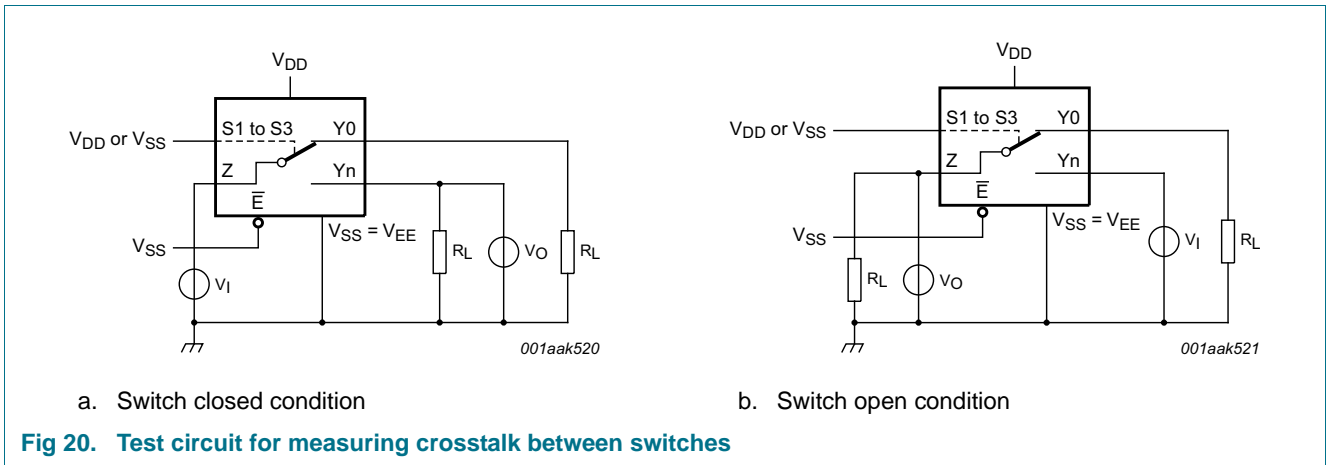 VDD
VDD or VSS
S1 to S3
Y0
Z
Yn
E̅
VSS = VEE
VSS
VI
RL
VO
RL
001aak520
a. Switch closed condition
VDD
VDD or VSS
S1 to S3
Y0
Z
Yn
E̅
VSS = VEE
VSS
RL
VO
VI
RL
001aak521
b. Switch open condition
Fig 20. Test circuit for measuring crosstalk between switches